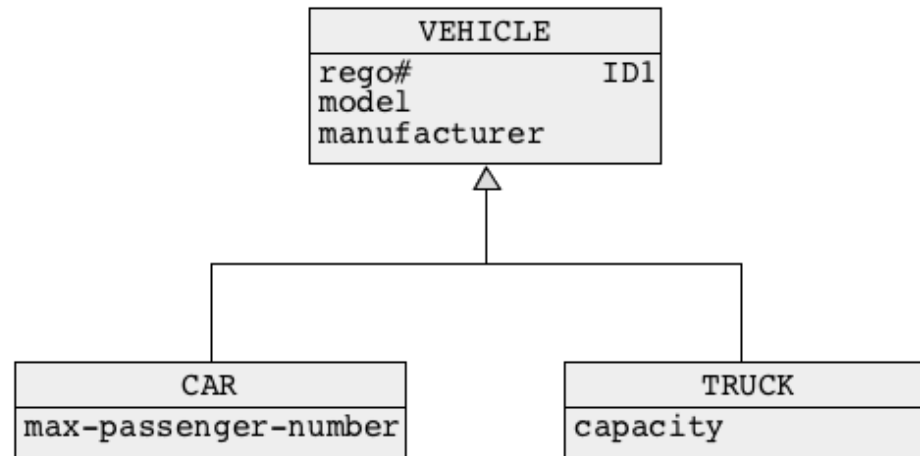 VEHICLE
rego# ID1
model
manufacturer
CAR
max-passenger-number
TRUCK
capacity